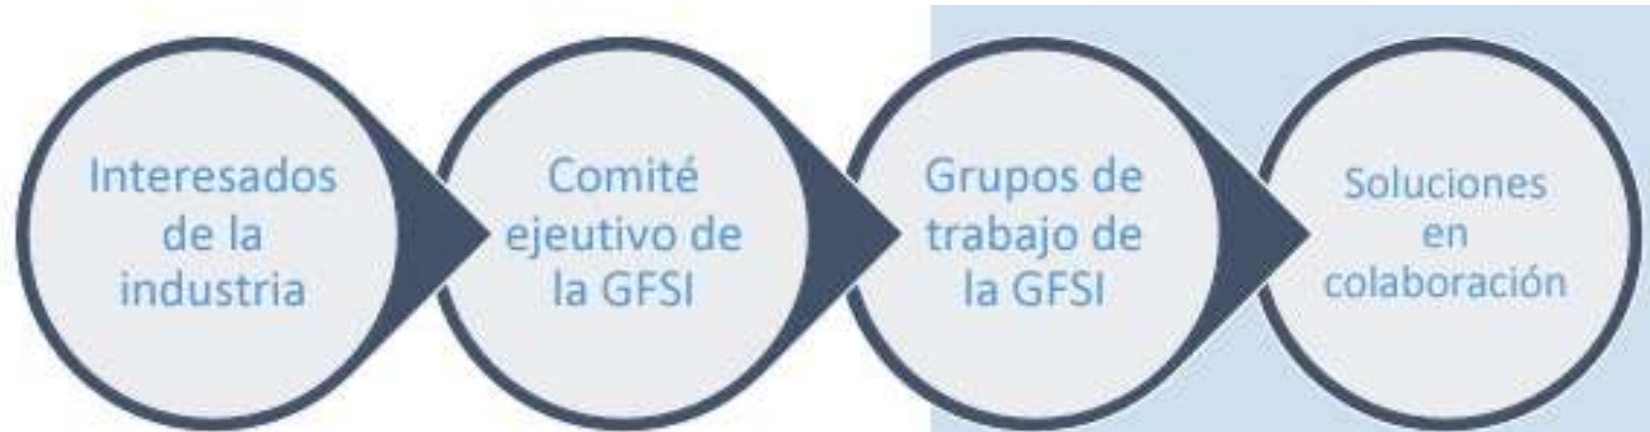 Interesados
de la
industria
Comité
ejeutivo de
la GFSI
Grupos de
trabajo de
la GFSI
Soluciones
en
colaboración